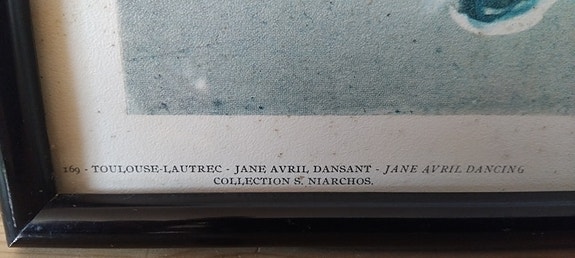 169 - TOULOUSE-LAUTREC - JANE AVRIL DANSANT - JANE AVRIL DANCING
COLLECTION S. NIARCHOS.